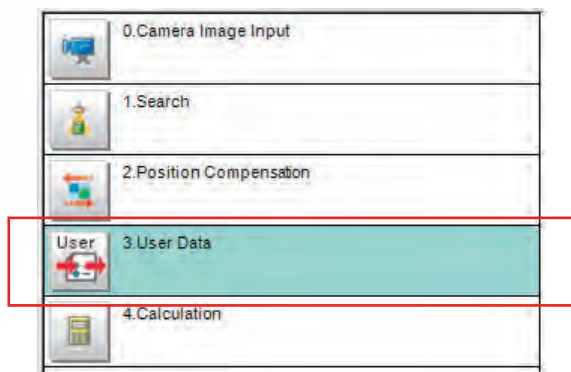 0.Camera Image Input
1.Search
2.Position Compensation
User
3.User Data
4.Calculation